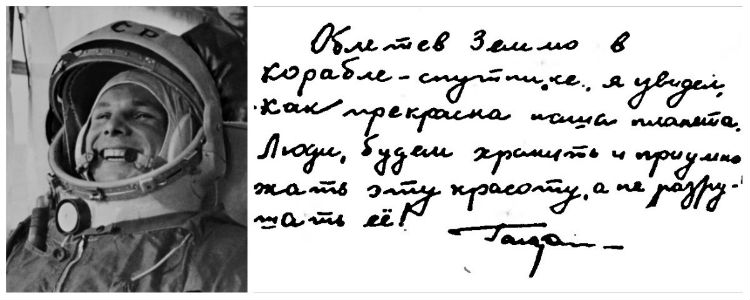 СР
Облетев Землю в
корабле-спутнике, я увидел,
как прекрасна наша планета.
Люди, будем хранить и приумно
жать эту красоту, а не разру-
шать её!
Гагарин